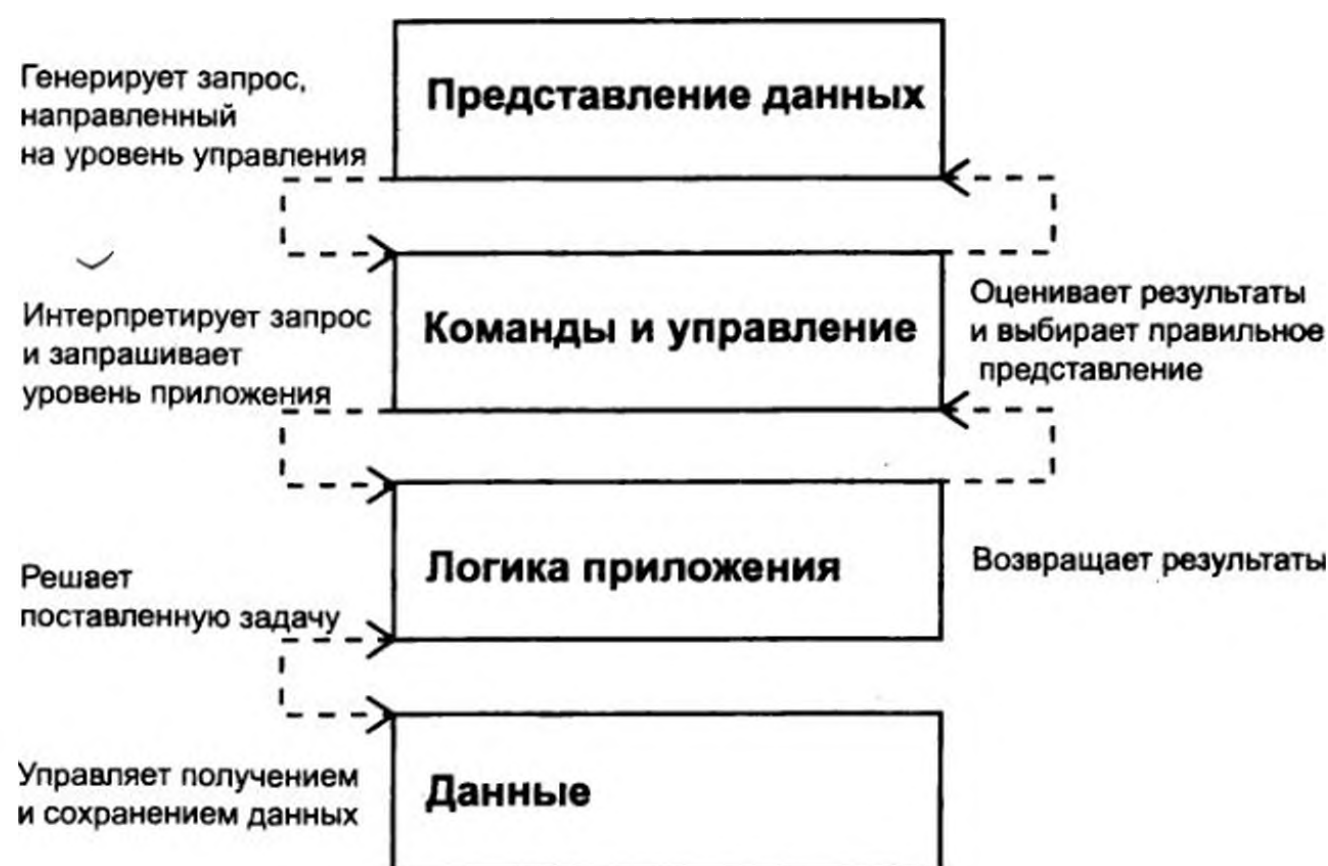 Генерирует запрос,
направленный
на уровень управления
Представление данных
Интерпретирует запрос
и запрашивает
уровень приложения
Команды и управление
Оценивает результаты
и выбирает правильное
представление
Решает
поставленную задачу
Логика приложения
Возвращает результаты
Управляет получением
и сохранением данных
Данные